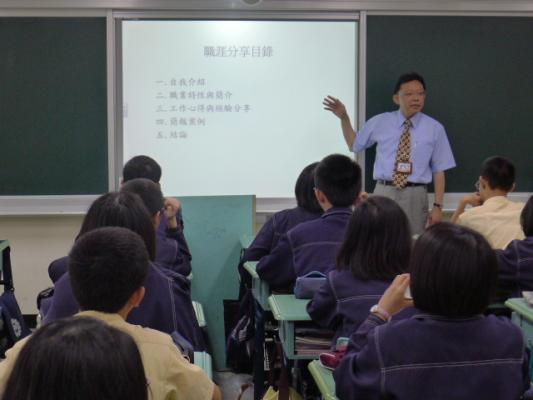 職涯分享目錄
一. 自我介紹
二. 職業特性與簡介
三. 工作心得與經驗分享
四. 簡報案例
五. 結論